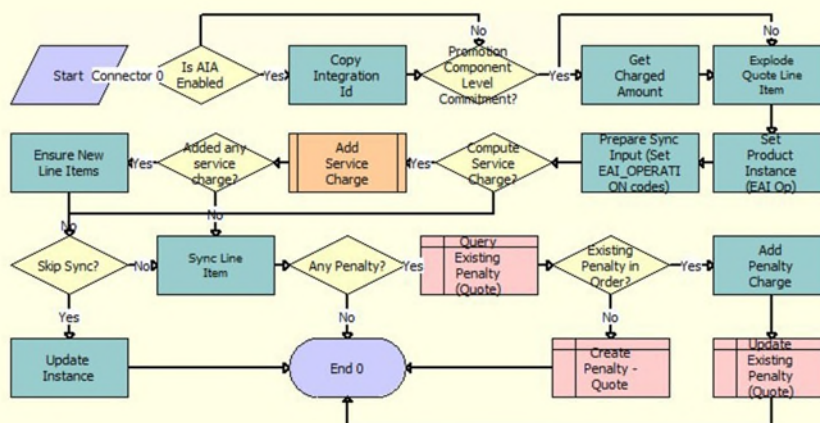 No
No
Start
Connector 0
Is AIA
Enabled
Yes
Copy
Integration
Id
Promotion
Component
Level
Commitment?
Yes
Get
Charged
Amount
Explode
Quote Line
Item
Ensure New
Line Items
Yes
Added any
service
charge?
Add
Service
Charge
Yes
Compute
Service
Charge?
Prepare Sync
Input (Set
EAI_OPERATI
ON codes)
Set
Product
Instance
(EAI Op)
No
No
Skip Sync?
No
Sync Line
Item
Any Penalty?
Yes
Query
Existing
Penalty
(Quote)
Existing
Penalty in
Order?
Yes
Add
Penalty
Charge
Yes
No
No
Update
Instance
End 0
Create
Penalty -
Quote
Update
Existing
Penalty
(Quote)